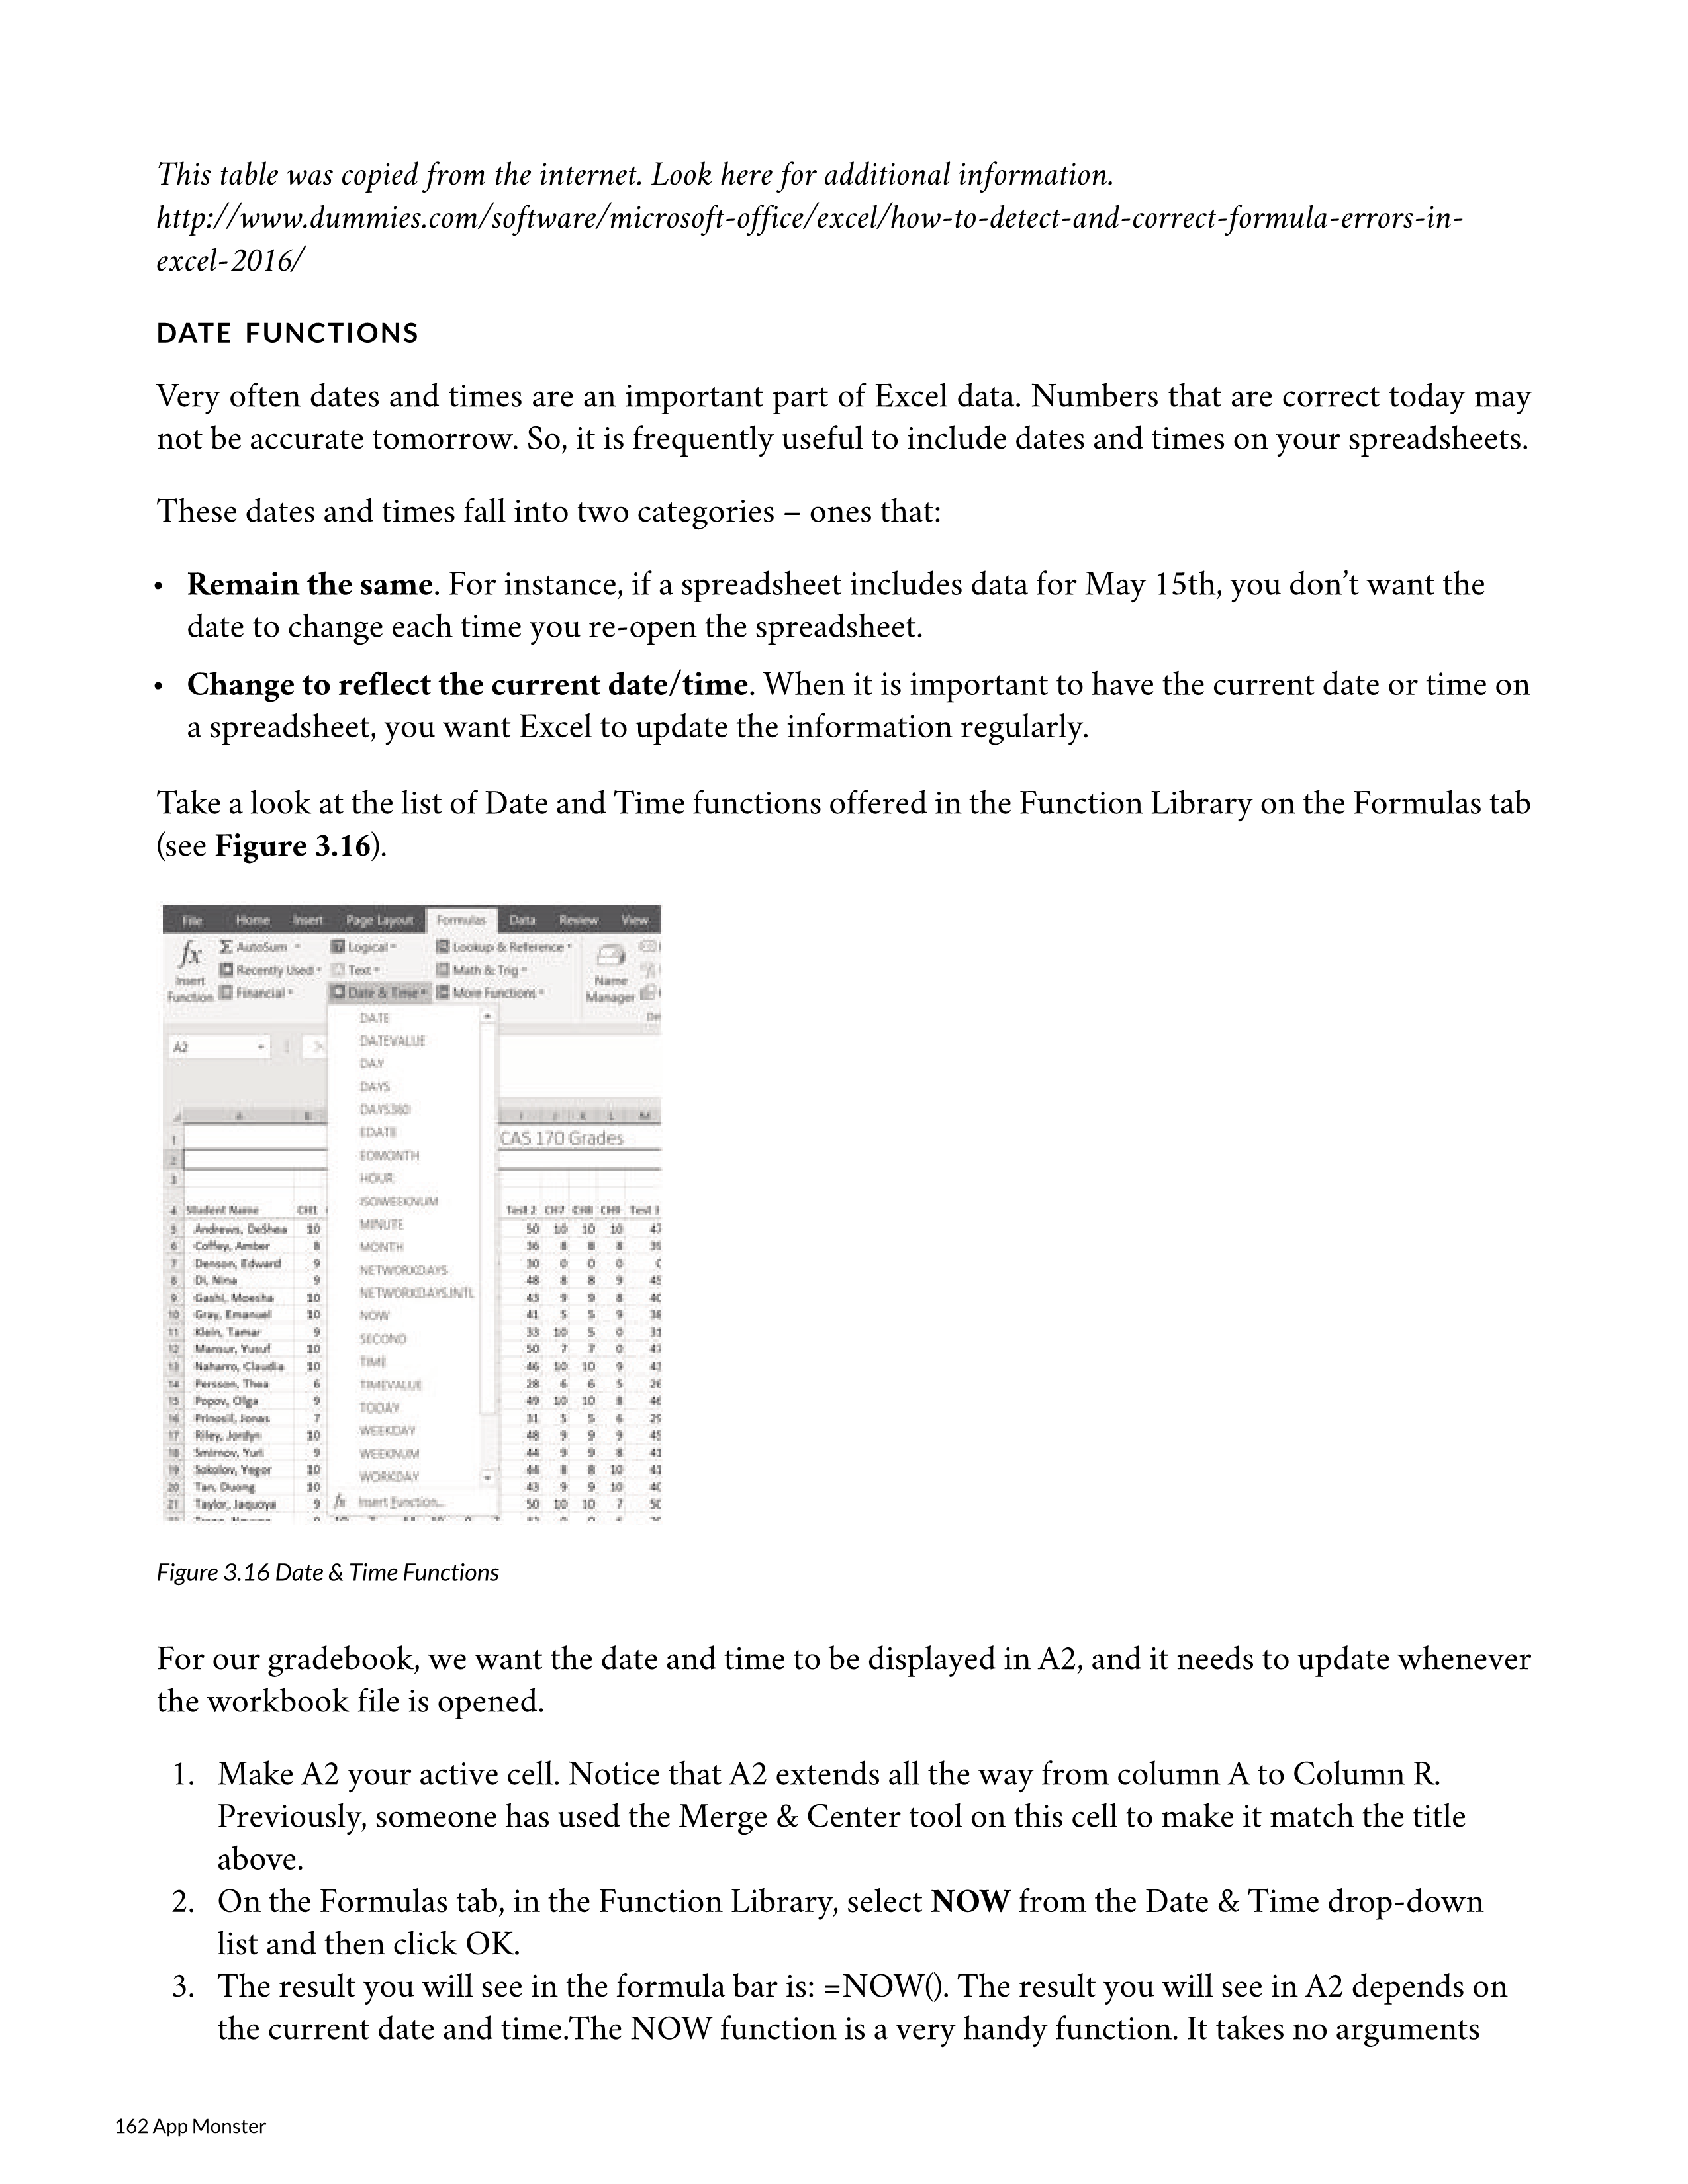 This table was copied from the internet. Look here for additional information.
http://www.dummies.com/software/microsoft-office/excel/how-to-detect-and-correct-formula-errors-in-
excel-2016/
DATE FUNCTIONS
Very often dates and times are an important part of Excel data. Numbers that are correct today may
not be accurate tomorrow. So, it is frequently useful to include dates and times on your spreadsheets.
These dates and times fall into two categories – ones that:
• Remain the same. For instance, if a spreadsheet includes data for May 15th, you don’t want the
date to change each time you re-open the spreadsheet.
• Change to reflect the current date/time. When it is important to have the current date or time on
a spreadsheet, you want Excel to update the information regularly.
Take a look at the list of Date and Time functions offered in the Function Library on the Formulas tab
(see Figure 3.16).
File Home Insert Page Layout Formulas Data Review View
fx Σ AutoSum Logical Lookup & Reference
Insert Recently Used Text Math & Trig Name
Function Financial Date & Time More Functions Manager
DATE
A2 DATEVALUE
DAY
DAYS
DAYS360
A B I J K L M
EDATE
1 CAS 170 Grades
EOMONTH
2
HOUR
3
ISOWEEKNUM
4 Student Name CH1 Test 2 CH7 CH8 CH9 Test 3
MINUTE
MONTH
NETWORKDAYS
NETWORKDAYS.INTL
NOW
SECOND
TIME
TIMEVALUE
TODAY
WEEKDAY
WEEKNUM
WORKDAY
fx Insert Function...
5 Andrews, DeShea 10 50 10 10 10
6 Coffey, Amber 8 36 8 8 8
7 Denson, Edward 9 30 0 0 0
8 Di, Nina 9 48 8 8 9
9 Gashi, Moesha 10 43 9 9 8
10 Gray, Emanuel 10 41 5 5 9
11 Klein, Tamar 9 33 10 5 0
12 Mansur, Yusuf 10 50 7 7 0
13 Naharro, Claudia 10 46 10 10 9
14 Persson, Thea 6 28 6 6 5
15 Popov, Olga 9 49 10 10 8
16 Prinosil, Jonas 7 31 5 5 6
17 Riley, Jordyn 10 48 9 9 9
18 Smirnov, Yuri 9 44 9 9 8
19 Sokolov, Yegor 10 44 8 8 10
20 Tan, Duong 10 43 9 9 10
21 Taylor, Jaquoya 9 50 10 10 7
Figure 3.16 Date & Time Functions
For our gradebook, we want the date and time to be displayed in A2, and it needs to update whenever
the workbook file is opened.
1. Make A2 your active cell. Notice that A2 extends all the way from column A to Column R.
Previously, someone has used the Merge & Center tool on this cell to make it match the title
above.
2. On the Formulas tab, in the Function Library, select NOW from the Date & Time drop-down
list and then click OK.
3. The result you will see in the formula bar is: =NOW(). The result you will see in A2 depends on
the current date and time.The NOW function is a very handy function. It takes no arguments
162 App Monster